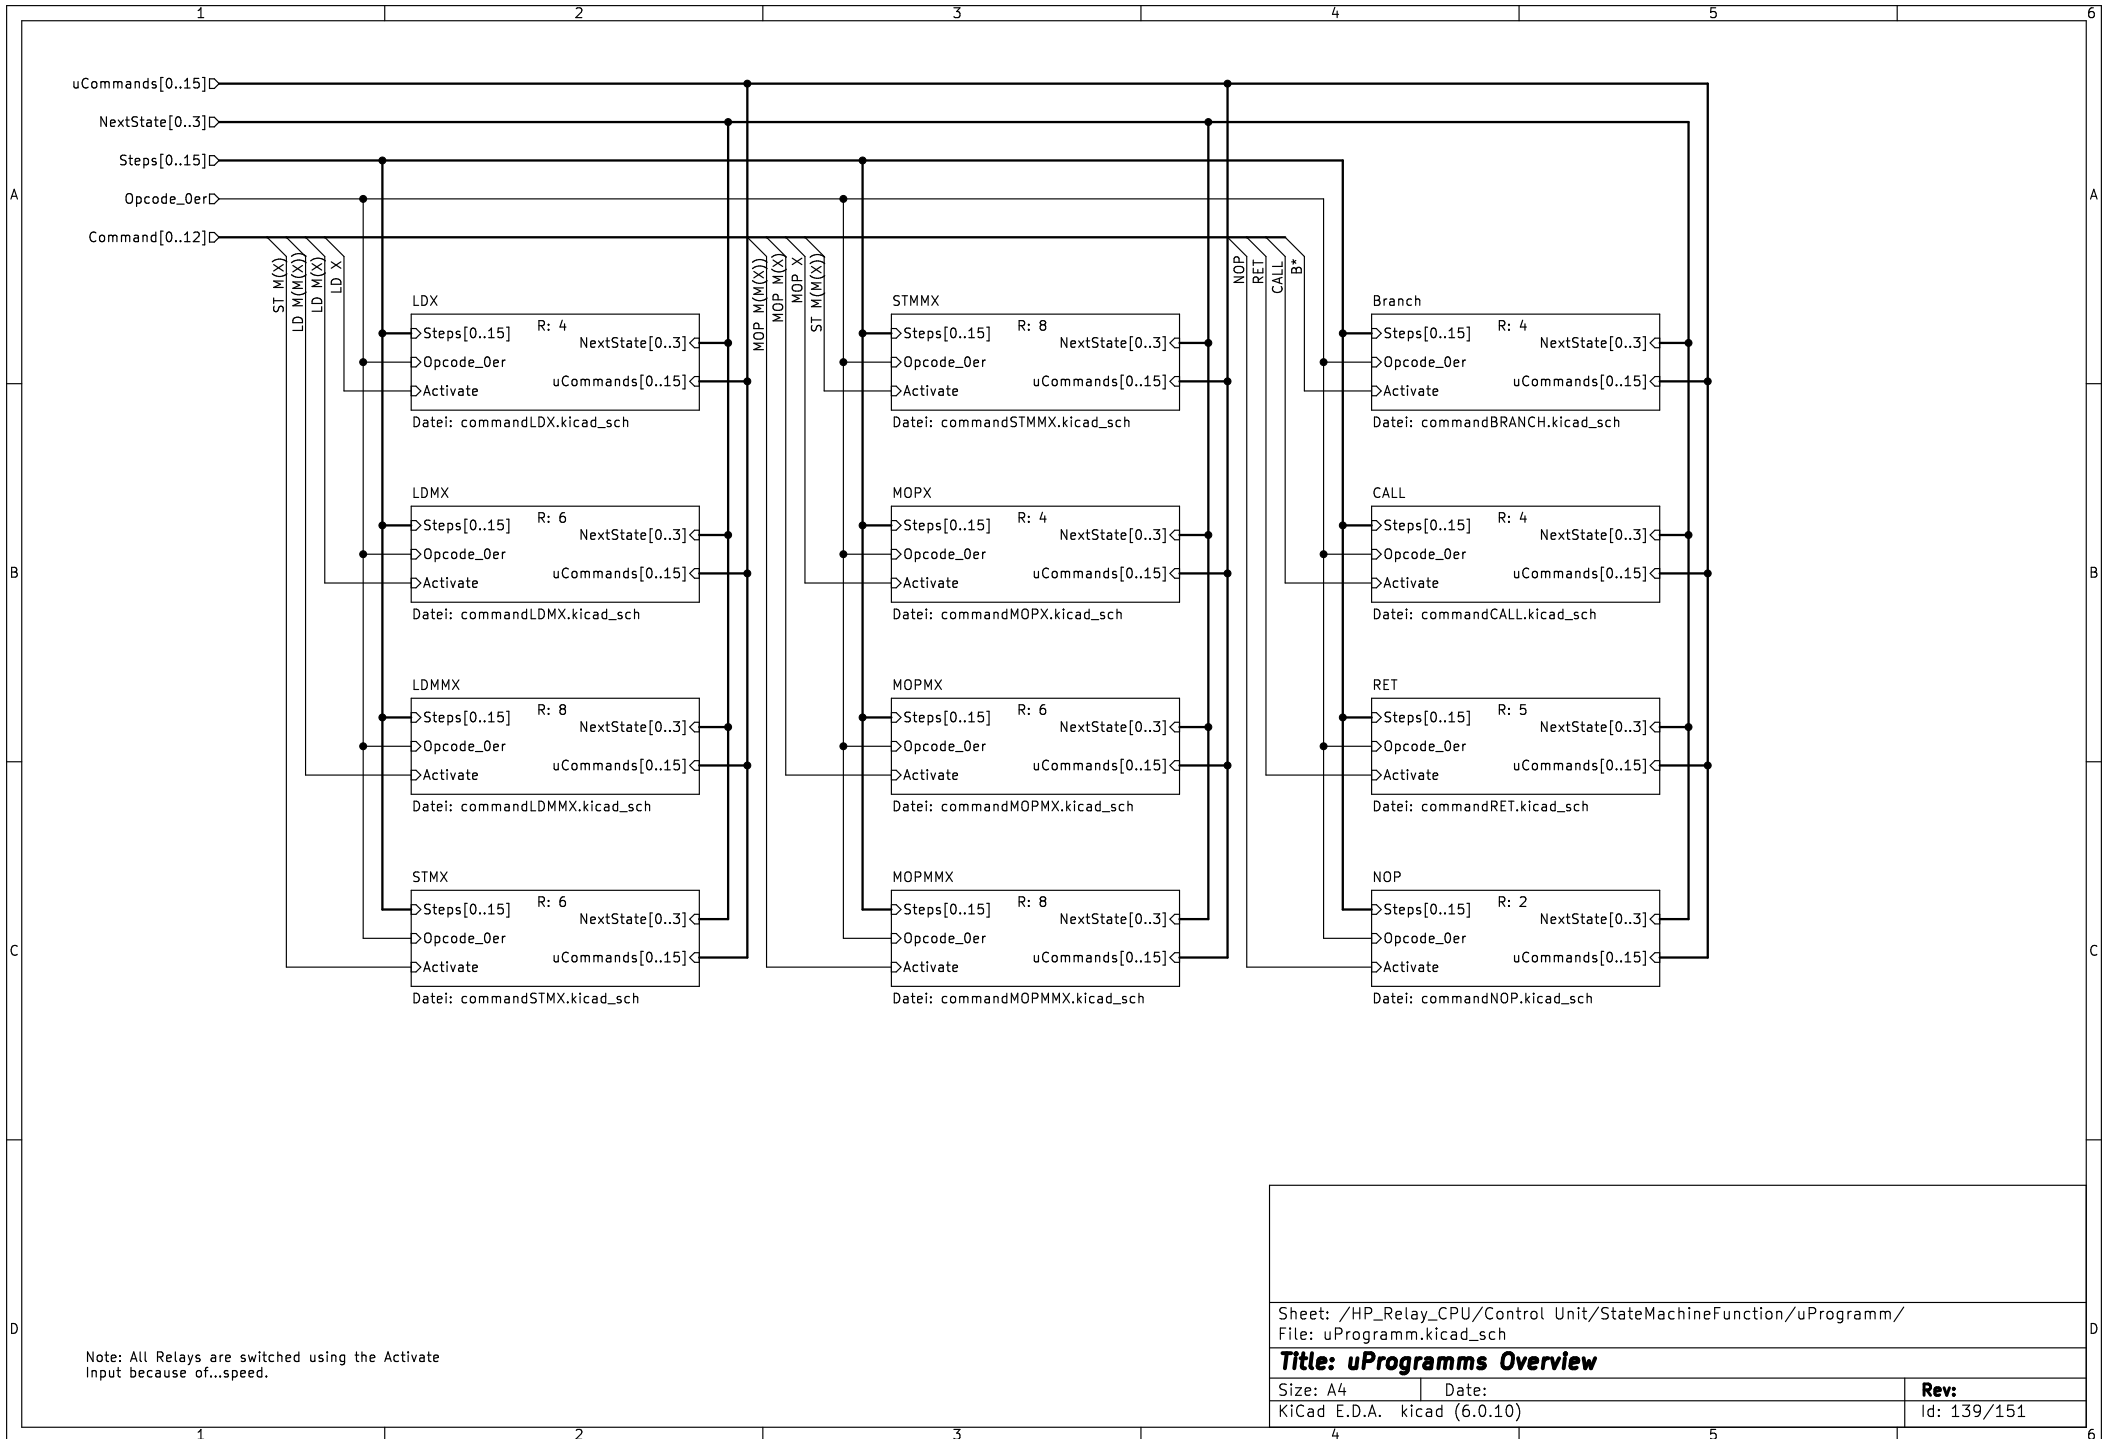 1 2 3 4 5 6
uCommands[0..15]
NextState[0..3]
Steps[0..15]
Opcode_0er
Command[0..12]
A
A
ST M(X)
LD M(M(X))
LD M(X)
LD X
MOP M(M(X))
MOP M(X)
MOP X
ST M(M(X))
NOP
RET
CALL
B*
LDX
R: 4
Steps[0..15]
NextState[0..3]
Opcode_0er
uCommands[0..15]
Activate
Datei: commandLDX.kicad_sch
STMMX
R: 8
Steps[0..15]
NextState[0..3]
Opcode_0er
uCommands[0..15]
Activate
Datei: commandSTMMX.kicad_sch
Branch
R: 4
Steps[0..15]
NextState[0..3]
Opcode_0er
uCommands[0..15]
Activate
Datei: commandBRANCH.kicad_sch
B
B
LDMX
R: 6
Steps[0..15]
NextState[0..3]
Opcode_0er
uCommands[0..15]
Activate
Datei: commandLDMX.kicad_sch
MOPX
R: 4
Steps[0..15]
NextState[0..3]
Opcode_0er
uCommands[0..15]
Activate
Datei: commandMOPX.kicad_sch
CALL
R: 4
Steps[0..15]
NextState[0..3]
Opcode_0er
uCommands[0..15]
Activate
Datei: commandCALL.kicad_sch
LDMMX
R: 8
Steps[0..15]
NextState[0..3]
Opcode_0er
uCommands[0..15]
Activate
Datei: commandLDMMX.kicad_sch
MOPMX
R: 6
Steps[0..15]
NextState[0..3]
Opcode_0er
uCommands[0..15]
Activate
Datei: commandMOPMX.kicad_sch
RET
R: 5
Steps[0..15]
NextState[0..3]
Opcode_0er
uCommands[0..15]
Activate
Datei: commandRET.kicad_sch
C
C
STMX
R: 6
Steps[0..15]
NextState[0..3]
Opcode_0er
uCommands[0..15]
Activate
Datei: commandSTMX.kicad_sch
MOPMMX
R: 8
Steps[0..15]
NextState[0..3]
Opcode_0er
uCommands[0..15]
Activate
Datei: commandMOPMMX.kicad_sch
NOP
R: 2
Steps[0..15]
NextState[0..3]
Opcode_0er
uCommands[0..15]
Activate
Datei: commandNOP.kicad_sch
D
D
Note: All Relays are switched using the Activate
Input because of...speed.
Sheet: /HP_Relay_CPU/Control Unit/StateMachineFunction/uProgramm/
File: uProgramm.kicad_sch
Title: uProgramms Overview
Size: A4 Date: Rev:
KiCad E.D.A. kicad (6.0.10) Id: 139/151
1 2 3 4 5 6